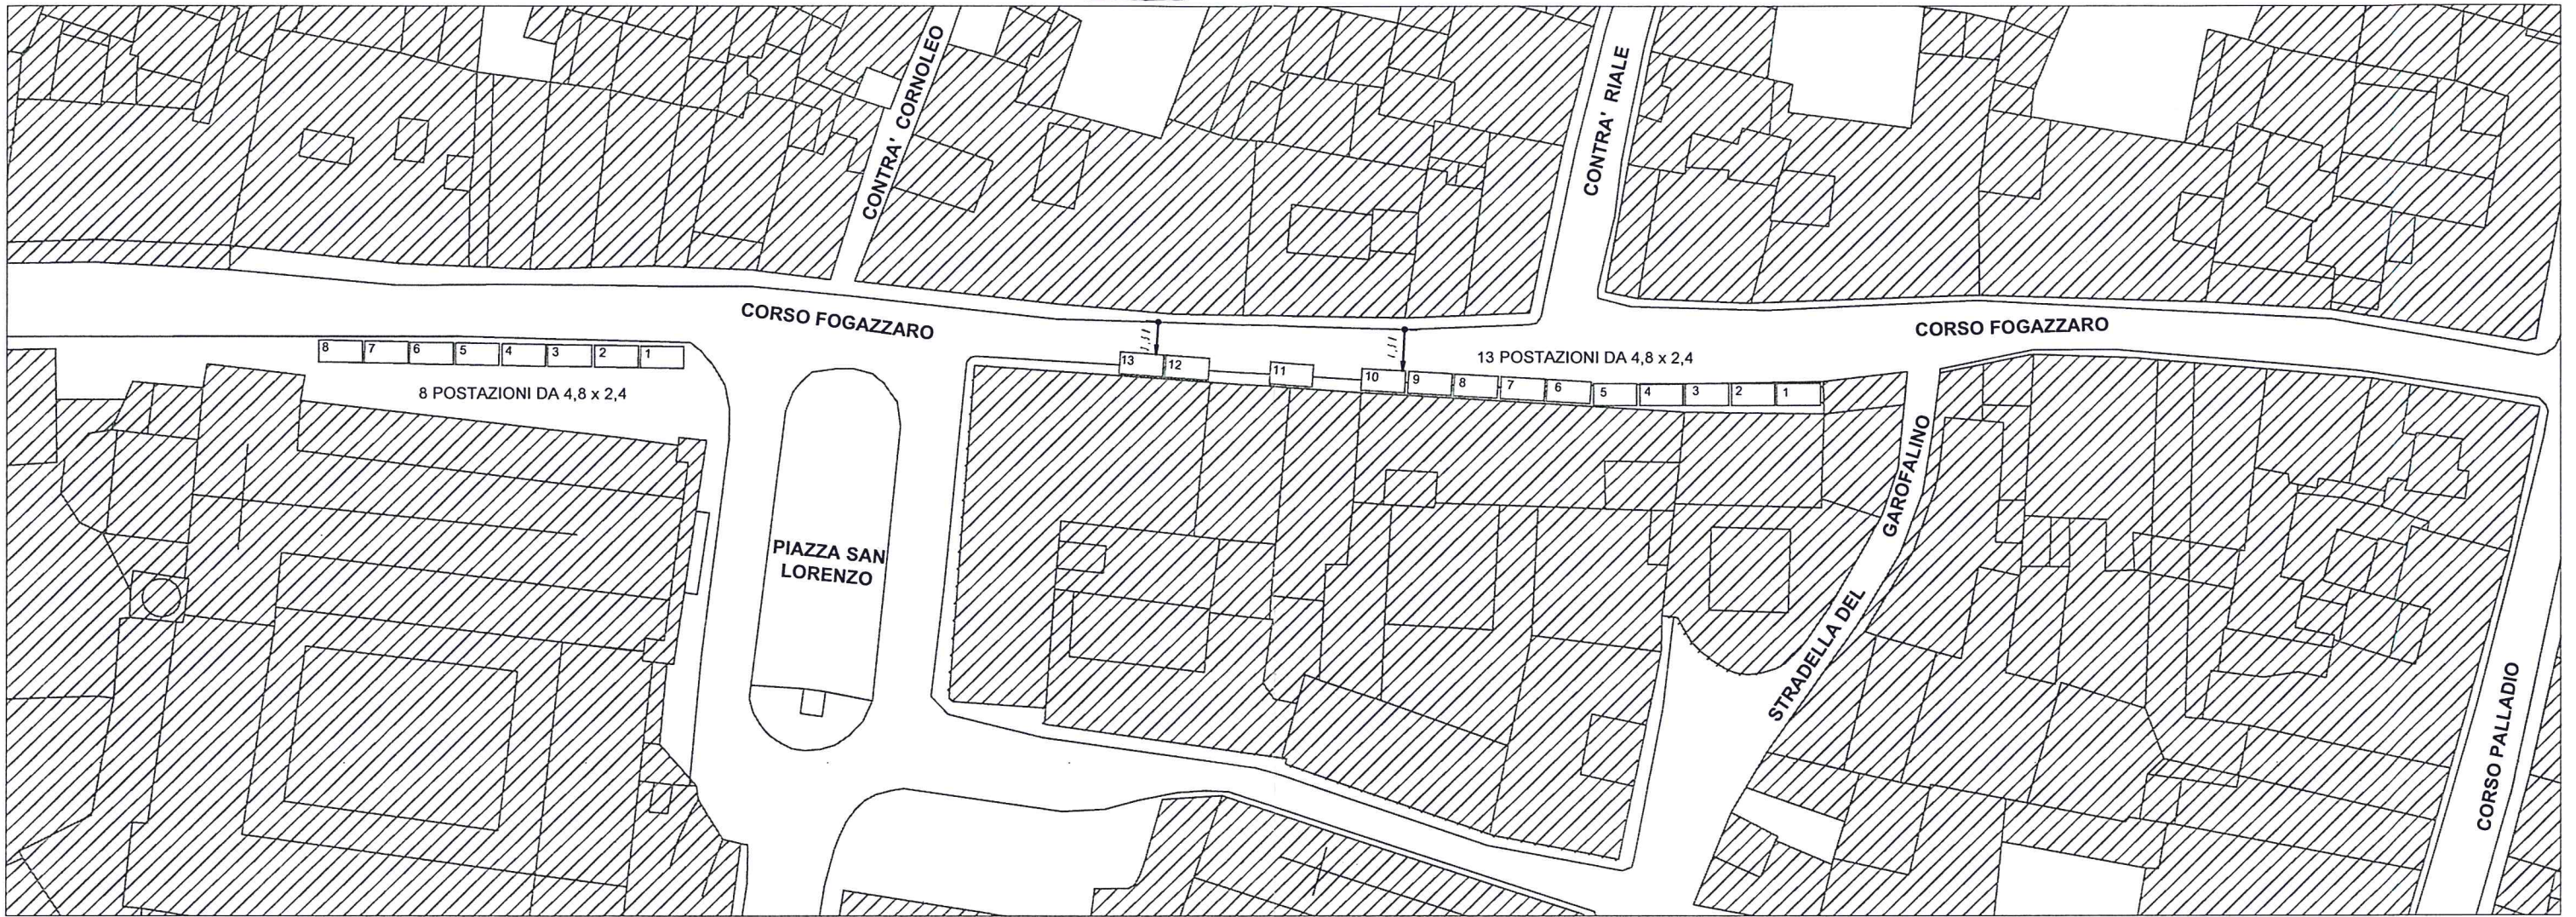 CONTRA' CORNOLEO
CONTRA' RIALE
CORSO FOGAZZARO
CORSO FOGAZZARO
8 7 6 5 4 3 2 1
8 POSTAZIONI DA 4,8 x 2,4
13 12 11 10 9 8 7 6 5 4 3 2 1
13 POSTAZIONI DA 4,8 x 2,4
PIAZZA SAN
LORENZO
STRADELLA DEL GAROFALINO
CORSO PALLADIO